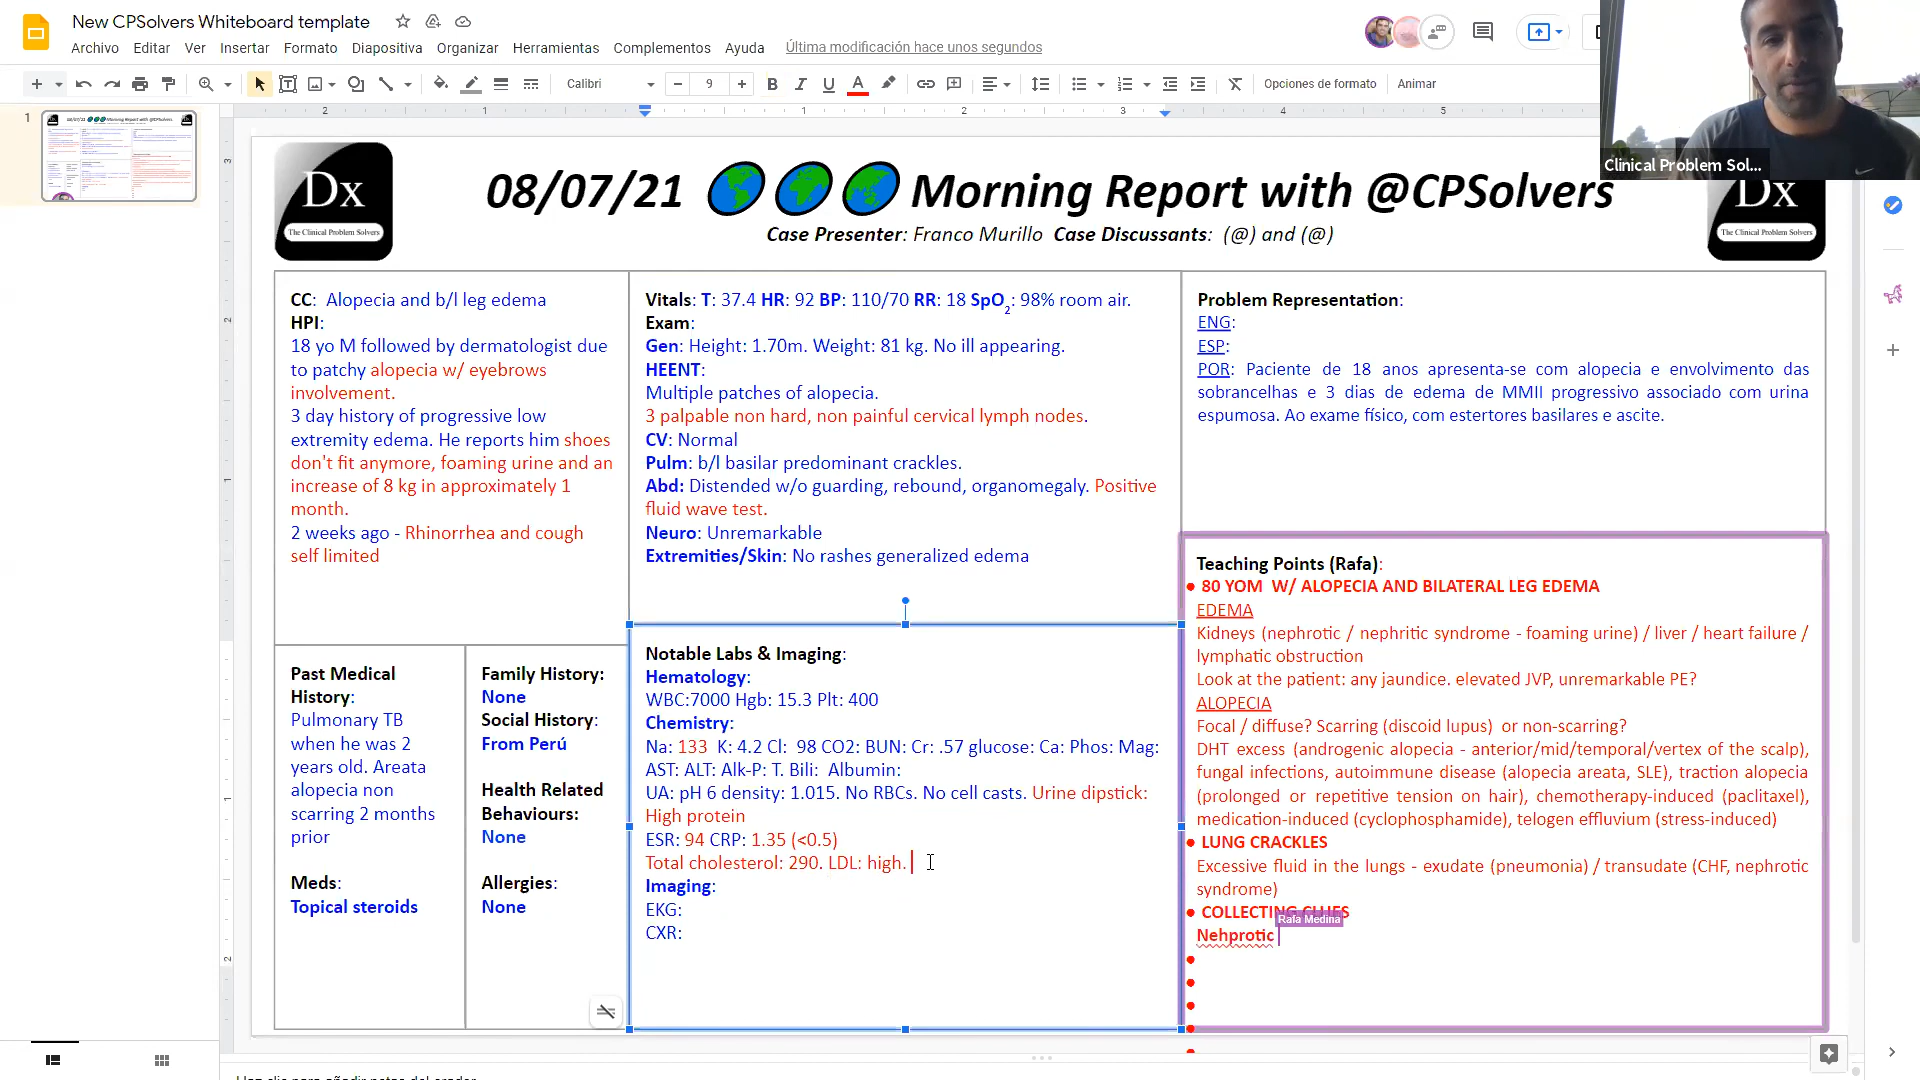 New CPSolvers Whiteboard template
Archivo Editar Ver Insertar Formato Diapositiva Organizar Herramientas Complementos Ayuda Última modificación hace unos segundos
Calibri 9 Opciones de formato Animar
Clinical Problem Sol...
1
Dx
The Clinical Problem Solvers
08/07/21 Morning Report with @CPSolvers
Case Presenter: Franco Murillo Case Discussants: (@) and (@)
Dx
The Clinical Problem Solvers
CC: Alopecia and b/l leg edema
HPI:
18 yo M followed by dermatologist due
to patchy alopecia w/ eyebrows
involvement.
3 day history of progressive low
extremity edema. He reports him shoes
don't fit anymore, foaming urine and an
increase of 8 kg in approximately 1
month.
2 weeks ago - Rhinorrhea and cough
self limited
Past Medical
History:
Pulmonary TB
when he was 2
years old. Areata
alopecia non
scarring 2 months
prior
Meds:
Topical steroids
Family History:
None
Social History:
From Perú
Health Related
Behaviours:
None
Allergies:
None
Vitals: T: 37.4 HR: 92 BP: 110/70 RR: 18 SpO2: 98% room air.
Exam:
Gen: Height: 1.70m. Weight: 81 kg. No ill appearing.
HEENT:
Multiple patches of alopecia.
3 palpable non hard, non painful cervical lymph nodes.
CV: Normal
Pulm: b/l basilar predominant crackles.
Abd: Distended w/o guarding, rebound, organomegaly. Positive
fluid wave test.
Neuro: Unremarkable
Extremities/Skin: No rashes generalized edema
Notable Labs & Imaging:
Hematology:
WBC:7000 Hgb: 15.3 Plt: 400
Chemistry:
Na: 133 K: 4.2 Cl: 98 CO2: BUN: Cr: .57 glucose: Ca: Phos: Mag:
AST: ALT: Alk-P: T. Bili: Albumin:
UA: pH 6 density: 1.015. No RBCs. No cell casts. Urine dipstick:
High protein
ESR: 94 CRP: 1.35 (<0.5)
Total cholesterol: 290. LDL: high.
Imaging:
EKG:
CXR:
Problem Representation:
ENG:
ESP:
POR: Paciente de 18 anos apresenta-se com alopecia e envolvimento das
sobrancelhas e 3 dias de edema de MMII progressivo associado com urina
espumosa. Ao exame físico, com estertores basilares e ascite.
Teaching Points (Rafa):
● 80 YOM W/ ALOPECIA AND BILATERAL LEG EDEMA
EDEMA
Kidneys (nephrotic / nephritic syndrome - foaming urine) / liver / heart failure /
lymphatic obstruction
Look at the patient: any jaundice. elevated JVP, unremarkable PE?
ALOPECIA
Focal / diffuse? Scarring (discoid lupus) or non-scarring?
DHT excess (androgenic alopecia - anterior/mid/temporal/vertex of the scalp),
fungal infections, autoimmune disease (alopecia areata, SLE), traction alopecia
(prolonged or repetitive tension on hair), chemotherapy-induced (paclitaxel),
medication-induced (cyclophosphamide), telogen effluvium (stress-induced)
● LUNG CRACKLES
Excessive fluid in the lungs - exudate (pneumonia) / transudate (CHF, nephrotic
syndrome)
● COLLECTING CLUES
Rafa Medina
Nehprotic